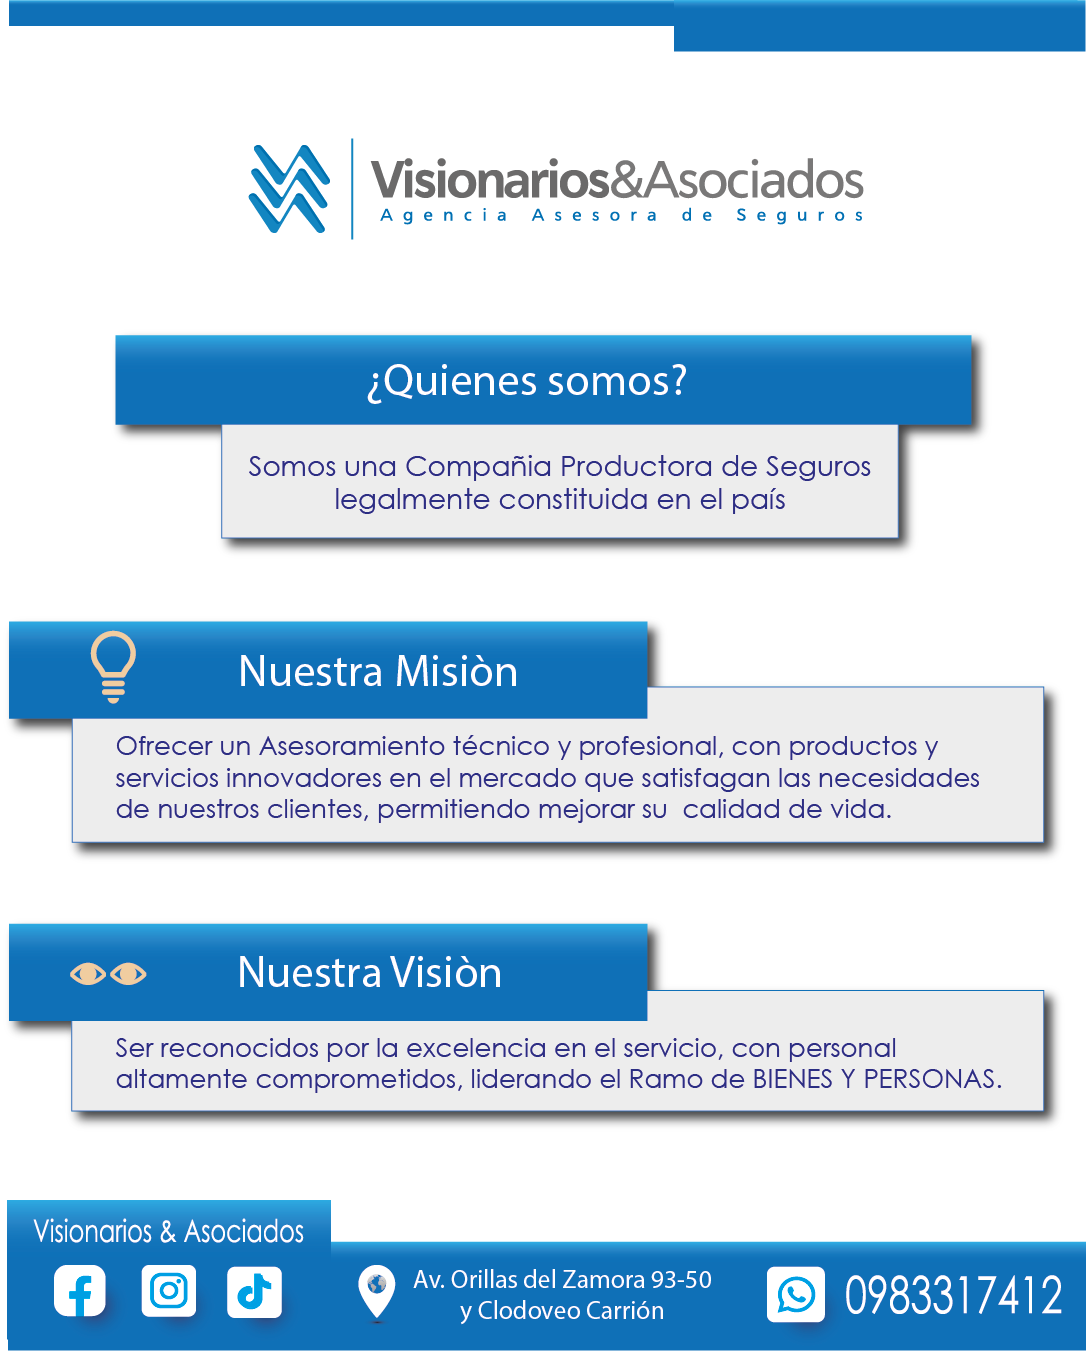 Visionarios&Asociados
Agencia Asesora de Seguros
¿Quienes somos?
Somos una Compañia Productora de Seguros
legalmente constituida en el país
Nuestra Misiòn
Ofrecer un Asesoramiento técnico y profesional, con productos y
servicios innovadores en el mercado que satisfagan las necesidades
de nuestros clientes, permitiendo mejorar su  calidad de vida.
Nuestra Visiòn
Ser reconocidos por la excelencia en el servicio, con personal
altamente comprometidos, liderando el Ramo de BIENES Y PERSONAS.
Visionarios & Asociados
Av. Orillas del Zamora 93-50
y Clodoveo Carrión
0983317412